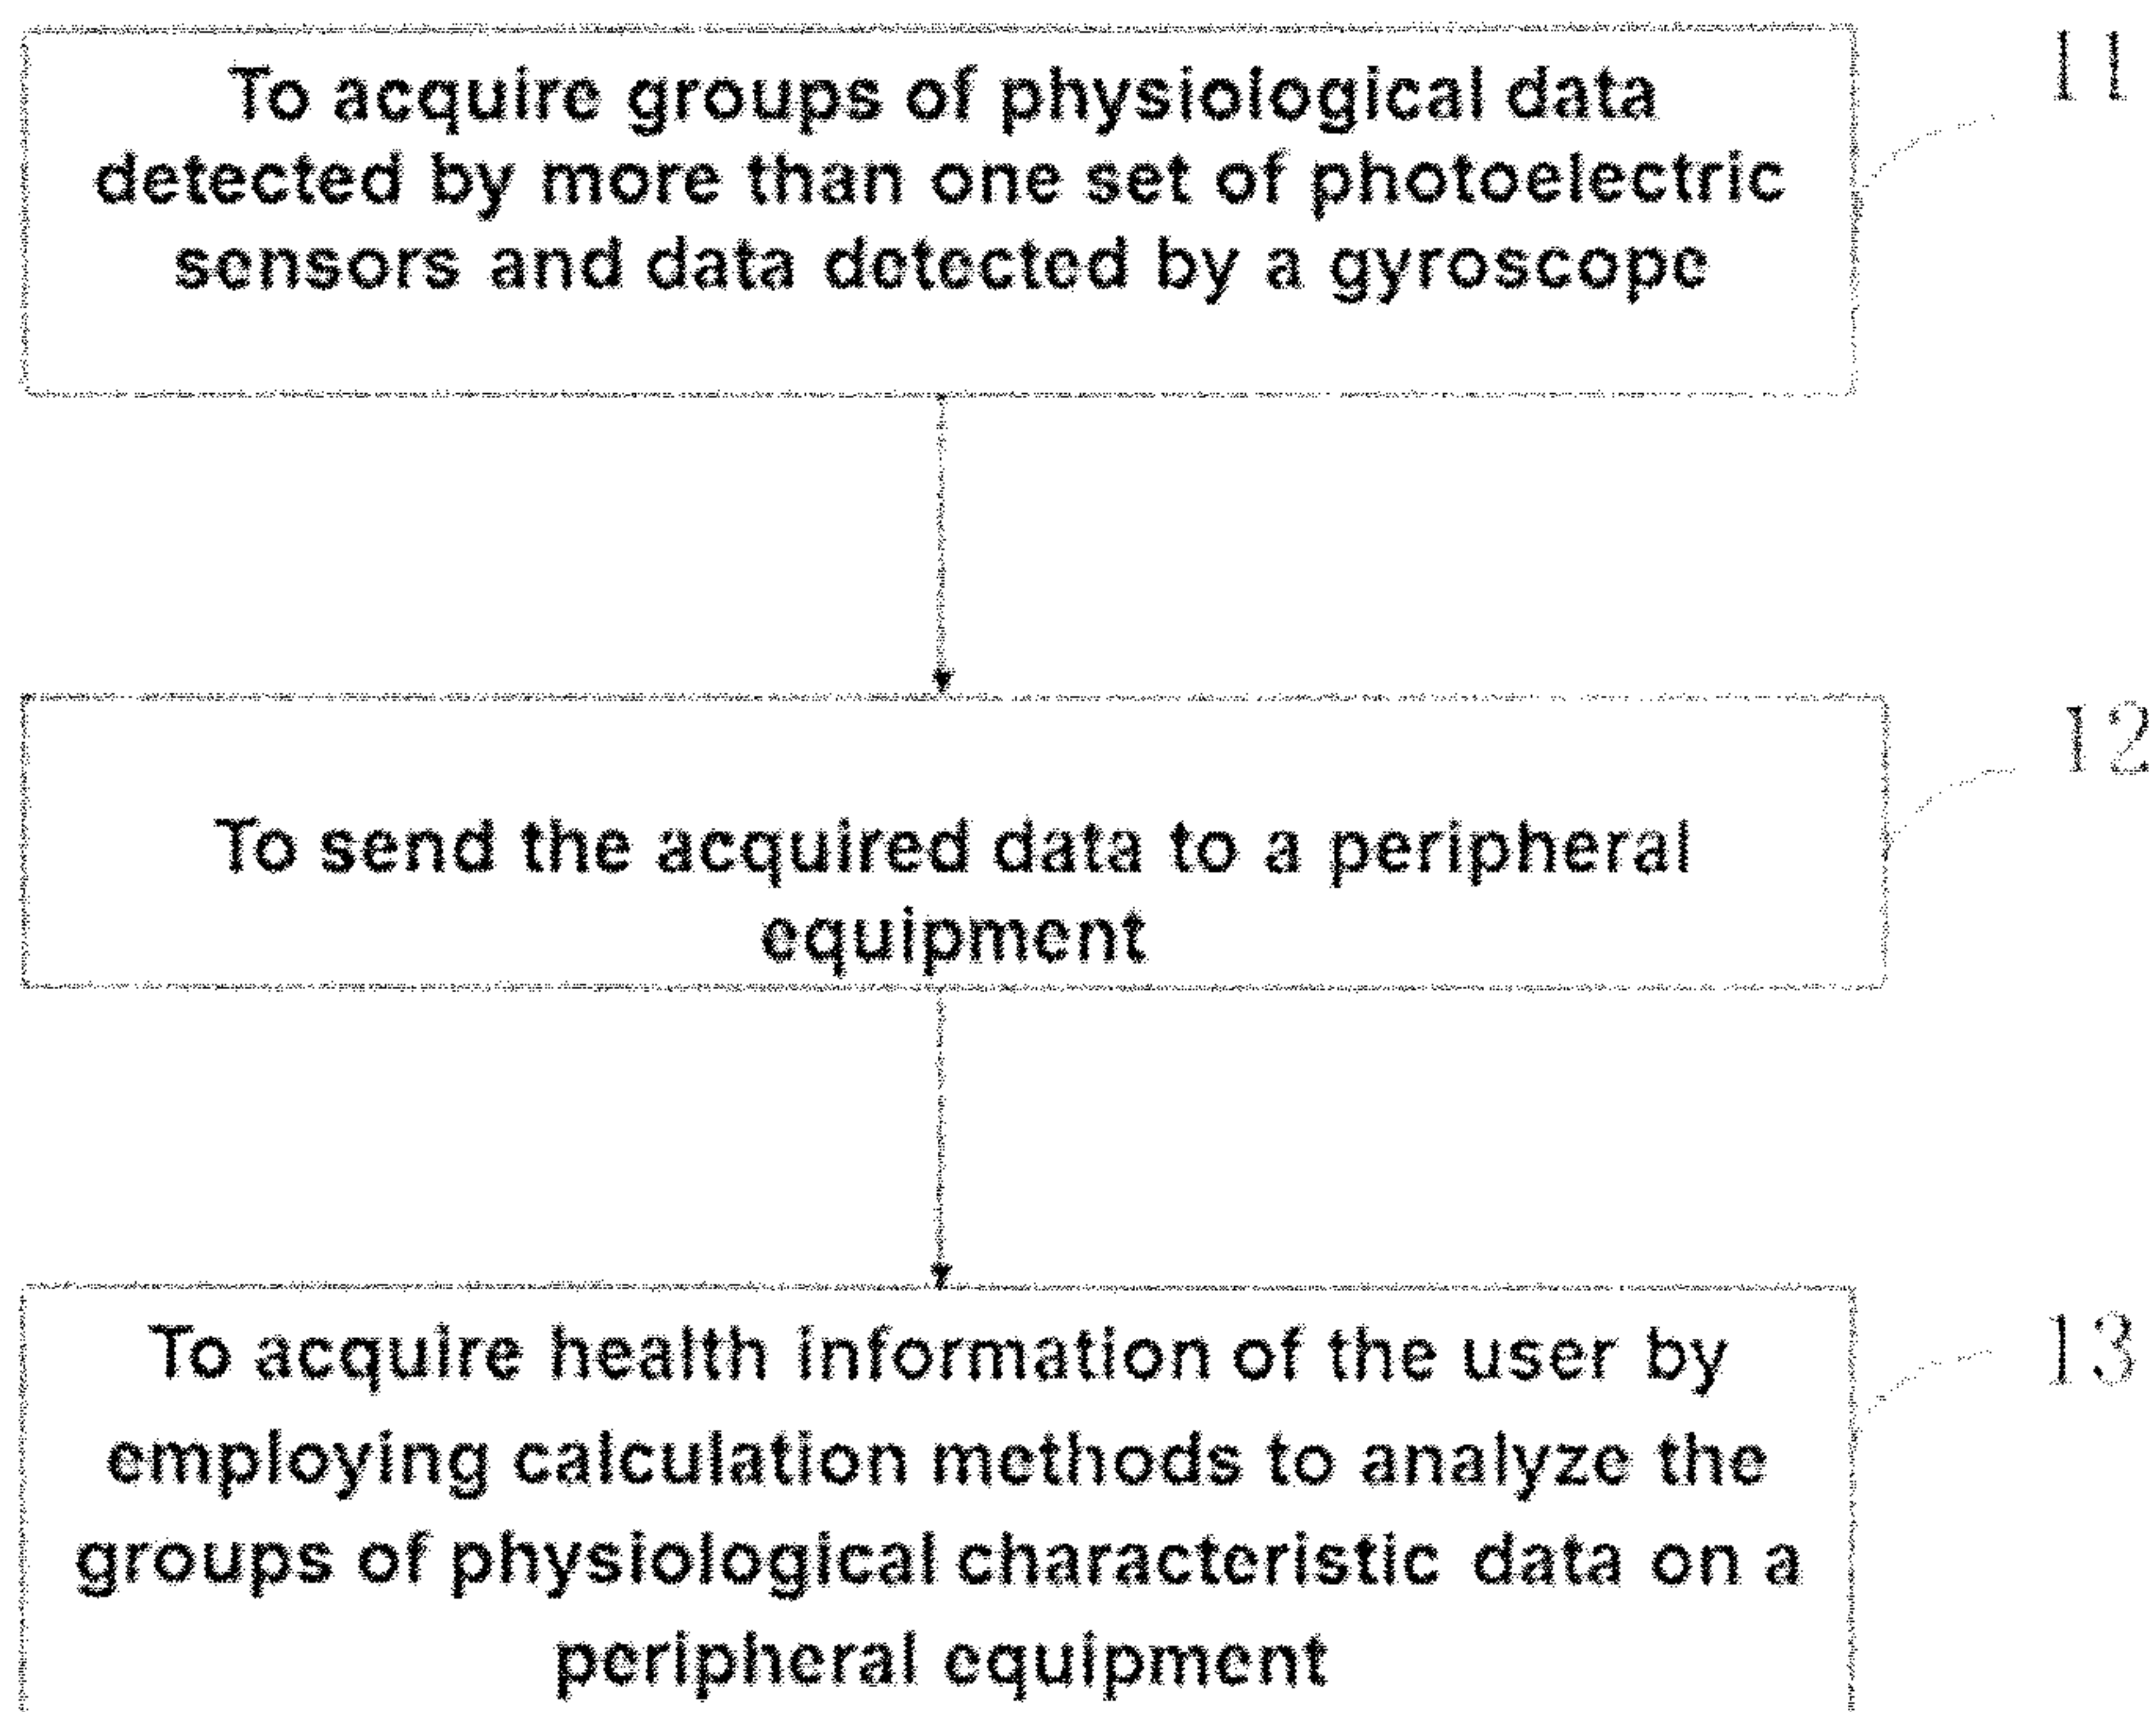 To acquire groups of physiological data
detected by more than one set of photoelectric
sensors and data detected by a gyroscope
11
To send the acquired data to a peripheral
equipment
12
To acquire health information of the user by
employing calculation methods to analyze the
groups of physiological characteristic data on a
peripheral equipment
13